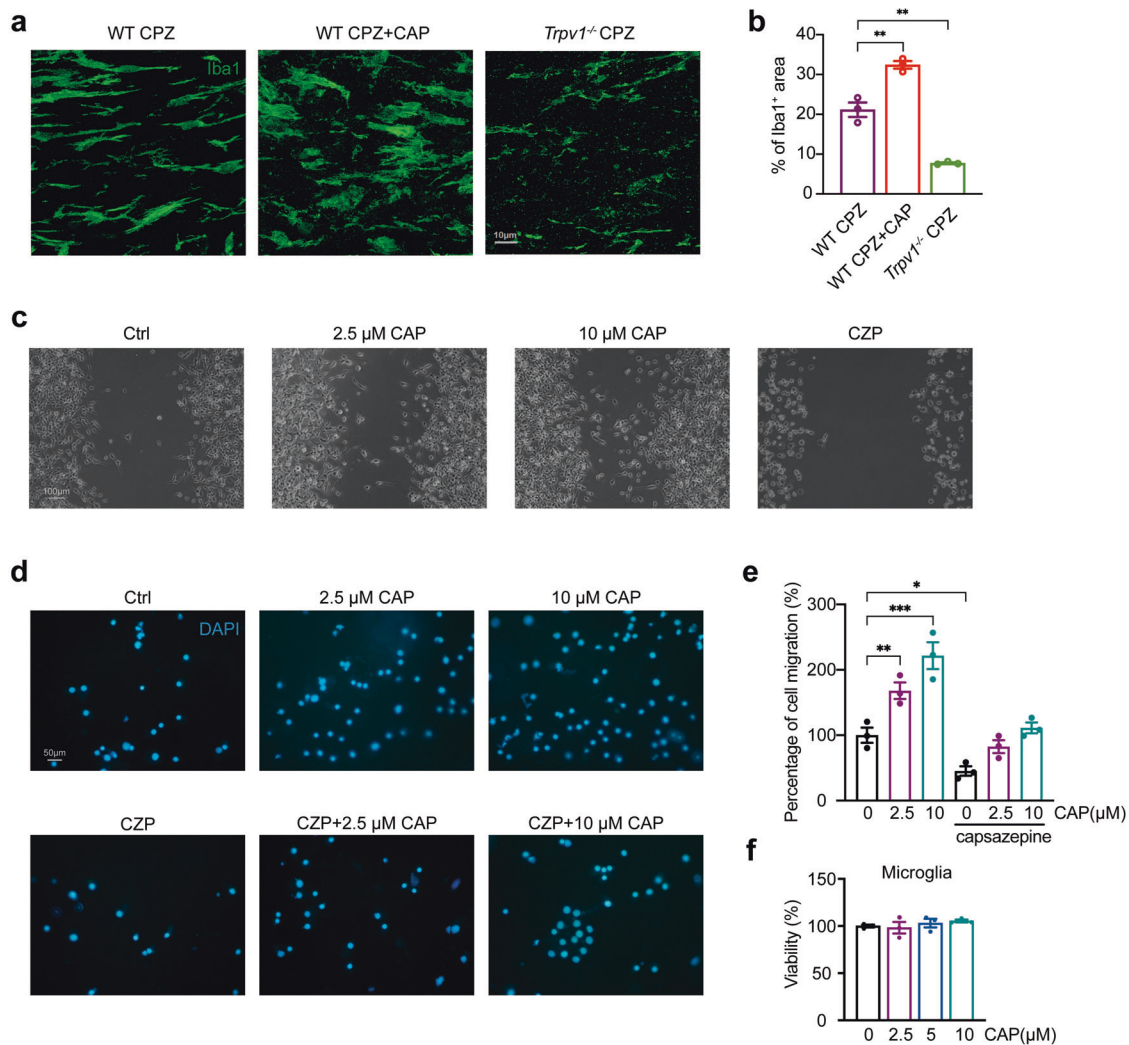 a
WT CPZ
WT CPZ+CAP
Trpv1-/- CPZ
Iba1
10µm
b
**
**
% of Iba1+ area
40
30
20
10
0
WT CPZ
WT CPZ+CAP
Trpv1-/- CPZ
c
Ctrl
2.5 µM CAP
10 µM CAP
CZP
100µm
d
Ctrl
2.5 µM CAP
10 µM CAP
DAPI
50µm
CZP
CZP+2.5 µM CAP
CZP+10 µM CAP
e
*
***
**
Percentage of cell migration (%)
300
200
100
0
0 2.5 10 0 2.5 10 CAP(µM)
capsazepine
f
Microglia
Viability (%)
150
100
50
0
0 2.5 5 10 CAP(µM)